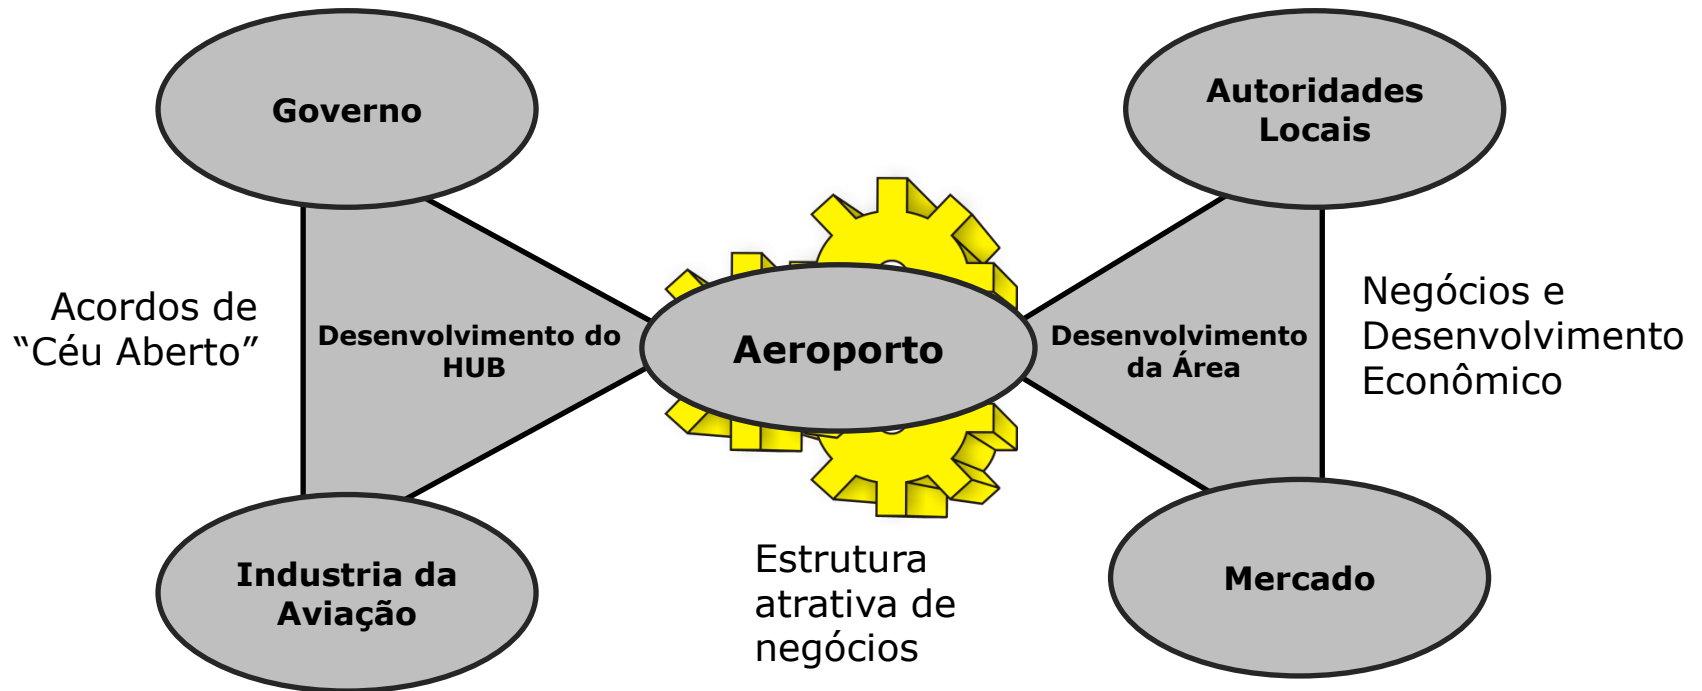 Governo
Autoridades
Locais
Acordos de
“Céu Aberto”
Desenvolvimento do
HUB
Aeroporto
Desenvolvimento
da Área
Negócios e
Desenvolvimento
Econômico
Industria da
Aviação
Estrutura
atrativa de
negócios
Mercado